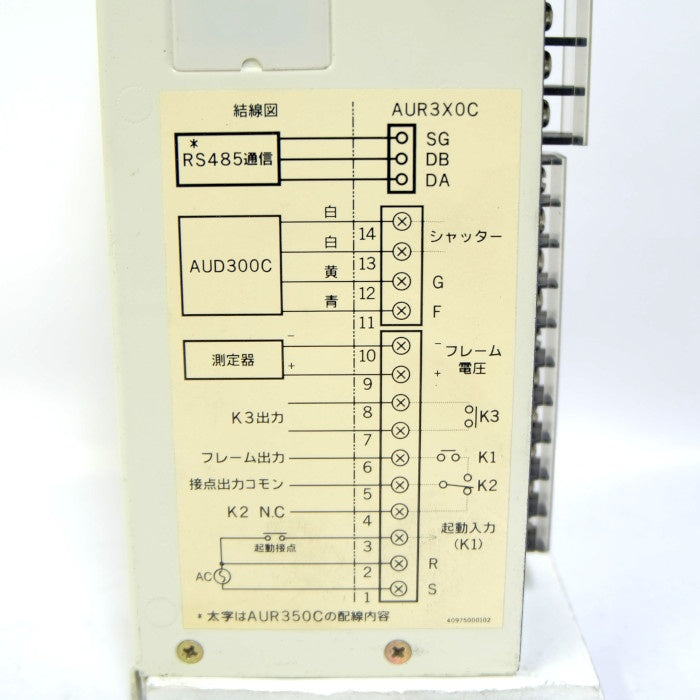 結線図 AUR3X0C
* RS485通信 SG
DB
DA
白
14 シャッター
白
13
AUD300C 黄 G
12
青 F
11
測定器 − 10 − フレーム電圧
+ 9 +
8
K3出力 K3
7
フレーム出力 6 K1
接点出力コモン 5 K2
K2 N.C 4
起動接点 3 起動入力
(K1)
AC 2 R
1 S
* 太字はAUR350Cの配線内容 40975000102